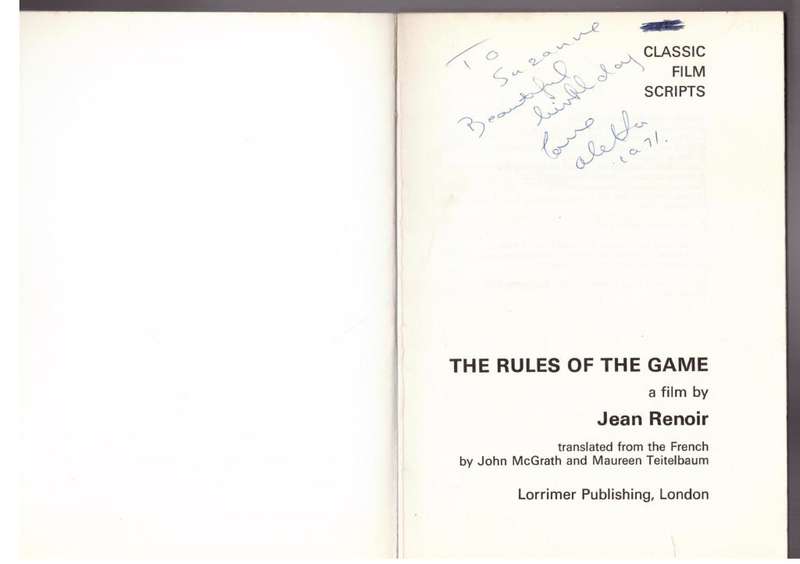 To
Suzanne
Beautiful
birthday
love
1971.
CLASSIC
FILM
SCRIPTS
THE RULES OF THE GAME
a film by
Jean Renoir
translated from the French
by John McGrath and Maureen Teitelbaum
Lorrimer Publishing, London